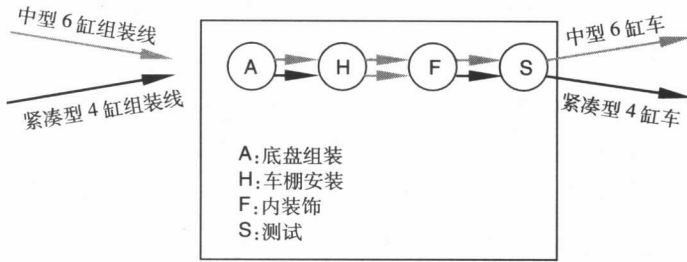 中型 6 缸组装线
紧凑型 4 缸组装线
A
H
F
S
中型 6 缸车
紧凑型 4 缸车
A:底盘组装
H:车棚安装
F:内装饰
S:测试